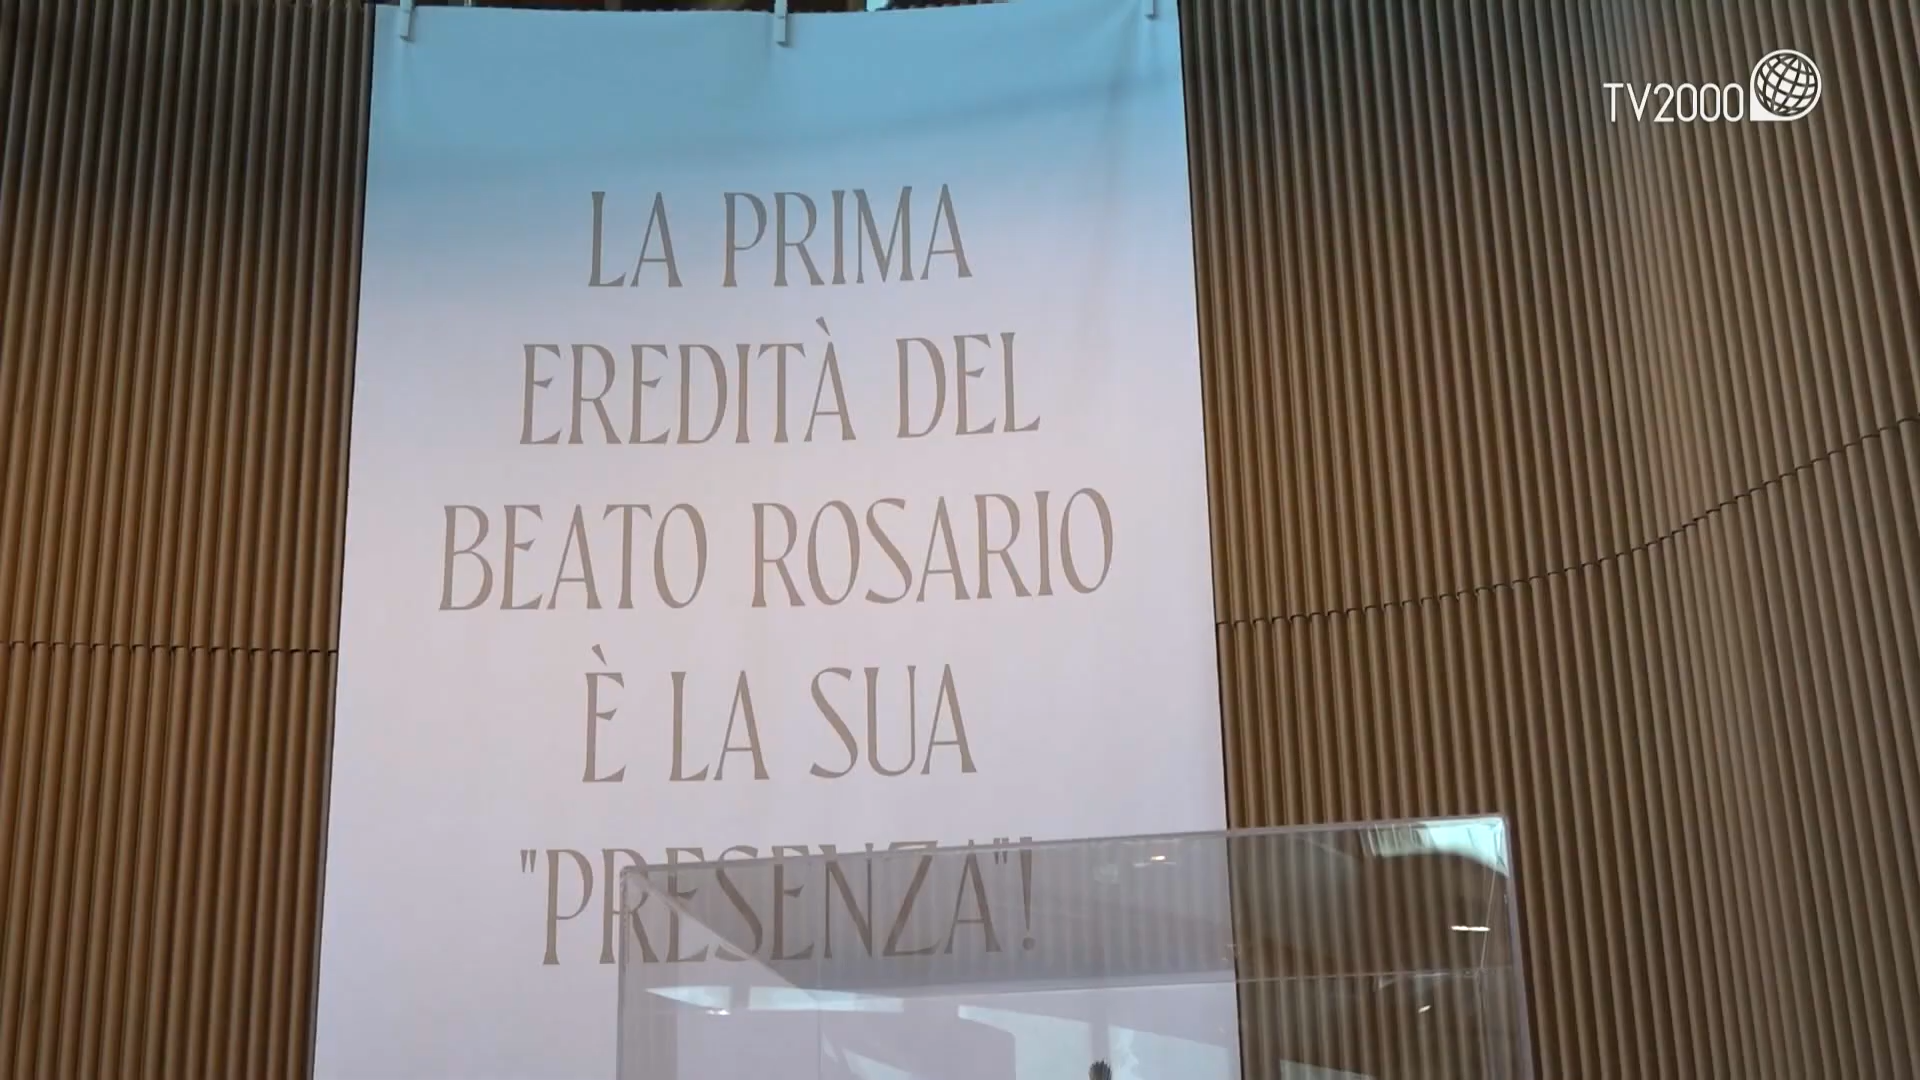 TV2000
LA PRIMA
EREDITÀ DEL
BEATO ROSARIO
È LA SUA
"PRESENZA"!